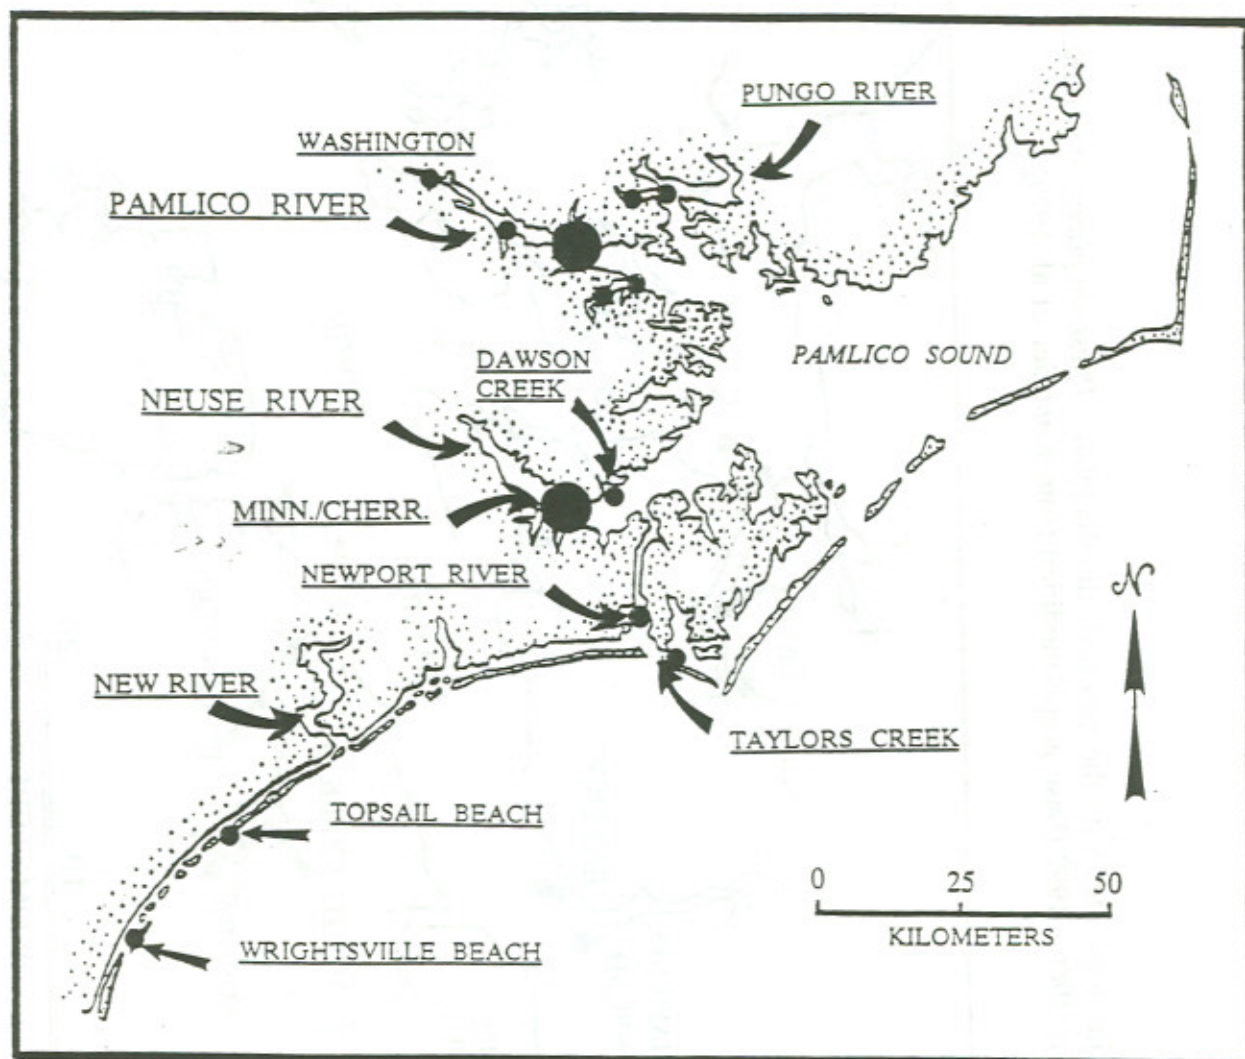 PUNGO RIVER
WASHINGTON
PAMLICO RIVER
PAMLICO SOUND
DAWSON
CREEK
NEUSE RIVER
MINN./CHERR.
NEWPORT RIVER
N
NEW RIVER
TAYLORS CREEK
TOPSAIL BEACH
0 25 50
KILOMETERS
WRIGHTSVILLE BEACH